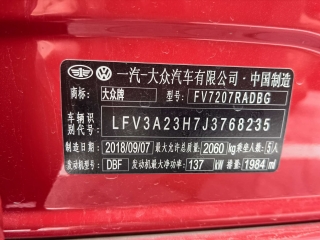 一汽-大众汽车有限公司·中国制造
商标: 大众牌 型号: FV7207RADBG
车辆识别代号 LFV3A23H7J3768235
制造日期 2018/09/07 最大允许总质量 2060 kg 乘坐人数 5 人
发动机型号 DBF 发动机最大净功率 137 kW 排量 1984 ml